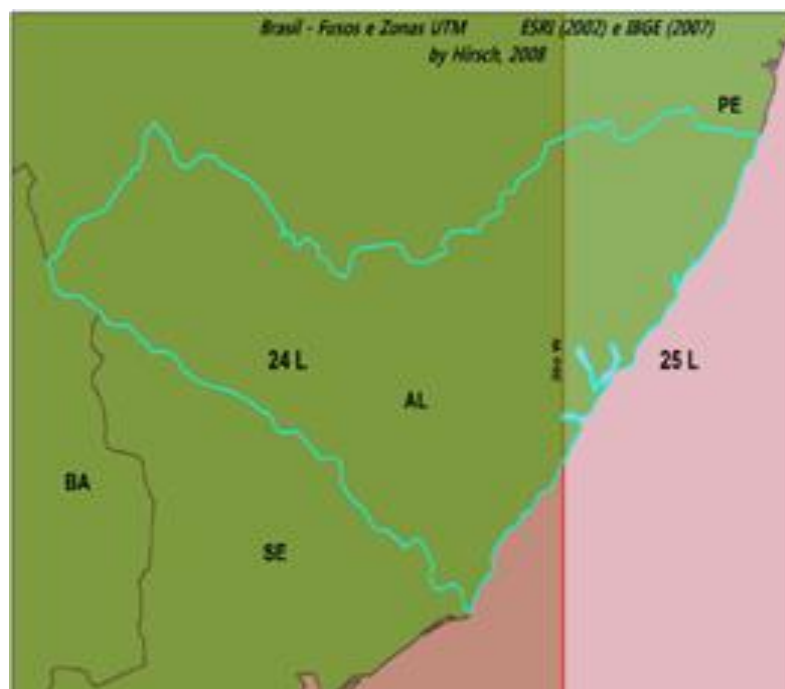 Brasil - Fusos e Zonas UTM ESRI (2002) e IBGE (2007)
by Hirsch, 2008
PE
24 L
25 L
AL
BA
SE